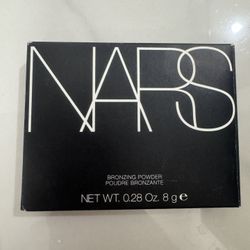 NARS
BRONZING POWDER
POUDRE BRONZANTE
NET WT. 0.28 Oz. 8 g ℮